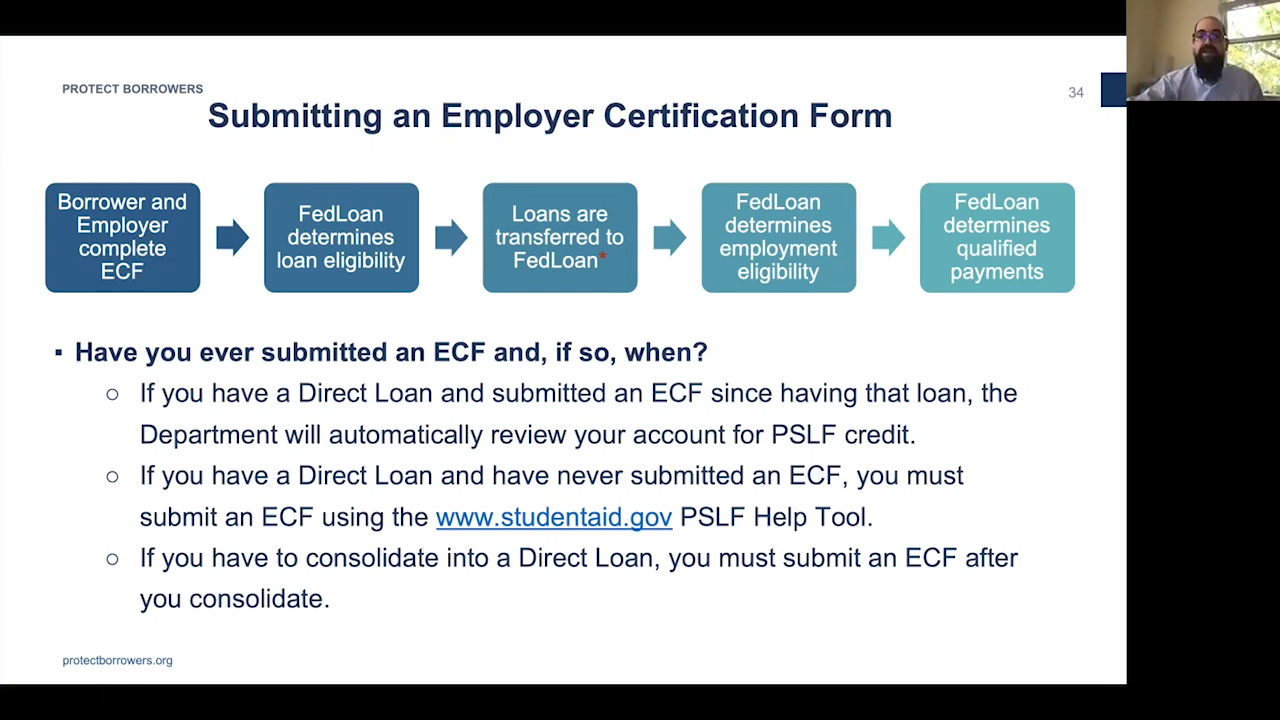 PROTECT BORROWERS
34
Submitting an Employer Certification Form
Borrower and
Employer
complete
ECF
FedLoan
determines
loan eligibility
Loans are
transferred to
FedLoan*
FedLoan
determines
employment
eligibility
FedLoan
determines
qualified
payments
▪ Have you ever submitted an ECF and, if so, when?
○ If you have a Direct Loan and submitted an ECF since having that loan, the
Department will automatically review your account for PSLF credit.
○ If you have a Direct Loan and have never submitted an ECF, you must
submit an ECF using the www.studentaid.gov PSLF Help Tool.
○ If you have to consolidate into a Direct Loan, you must submit an ECF after
you consolidate.
protectborrowers.org